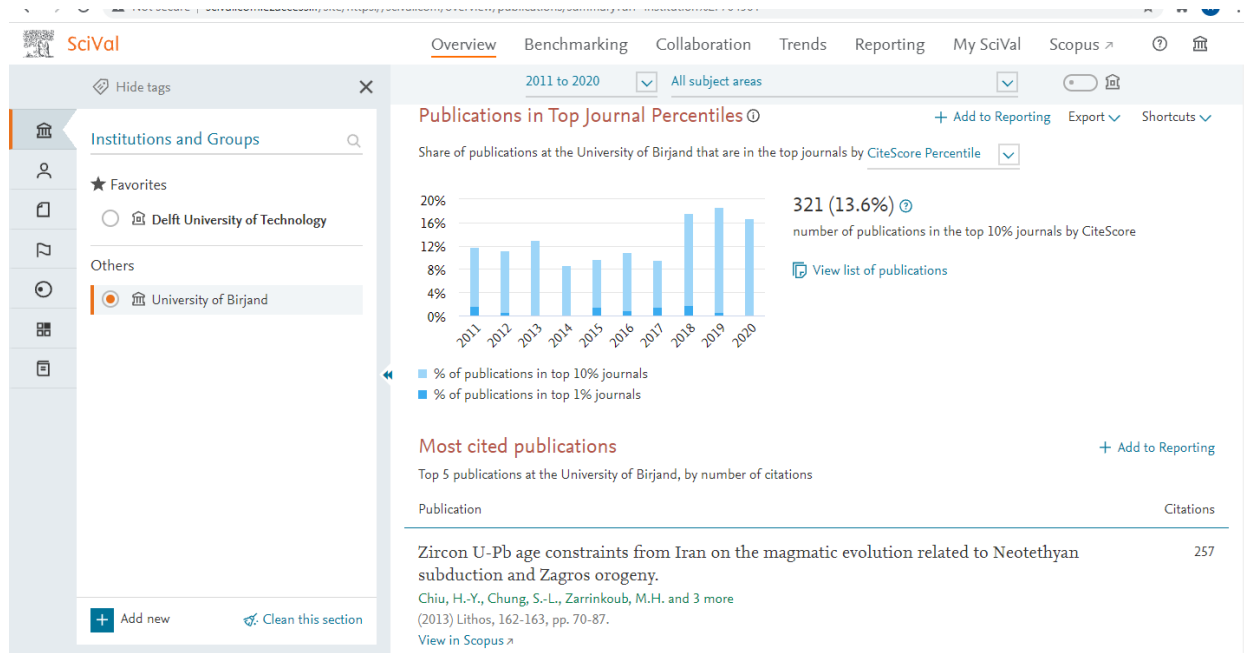 SciVal
Overview Benchmarking Collaboration Trends Reporting My SciVal Scopus
Hide tags
2011 to 2020
All subject areas
Institutions and Groups
Favorites
Delft University of Technology
Others
University of Birjand
Add new
Clean this section
Publications in Top Journal Percentiles
+ Add to Reporting Export Shortcuts
Share of publications at the University of Birjand that are in the top journals by CiteScore Percentile
20%
16%
12%
8%
4%
0%
2011 2012 2013 2014 2015 2016 2017 2018 2019 2020
% of publications in top 10% journals
% of publications in top 1% journals
321 (13.6%)
number of publications in the top 10% journals by CiteScore
View list of publications
Most cited publications
+ Add to Reporting
Top 5 publications at the University of Birjand, by number of citations
Publication Citations
Zircon U-Pb age constraints from Iran on the magmatic evolution related to Neotethyan 257
subduction and Zagros orogeny.
Chiu, H.-Y., Chung, S.-L., Zarrinkoub, M.H. and 3 more
(2013) Lithos, 162-163, pp. 70-87.
View in Scopus